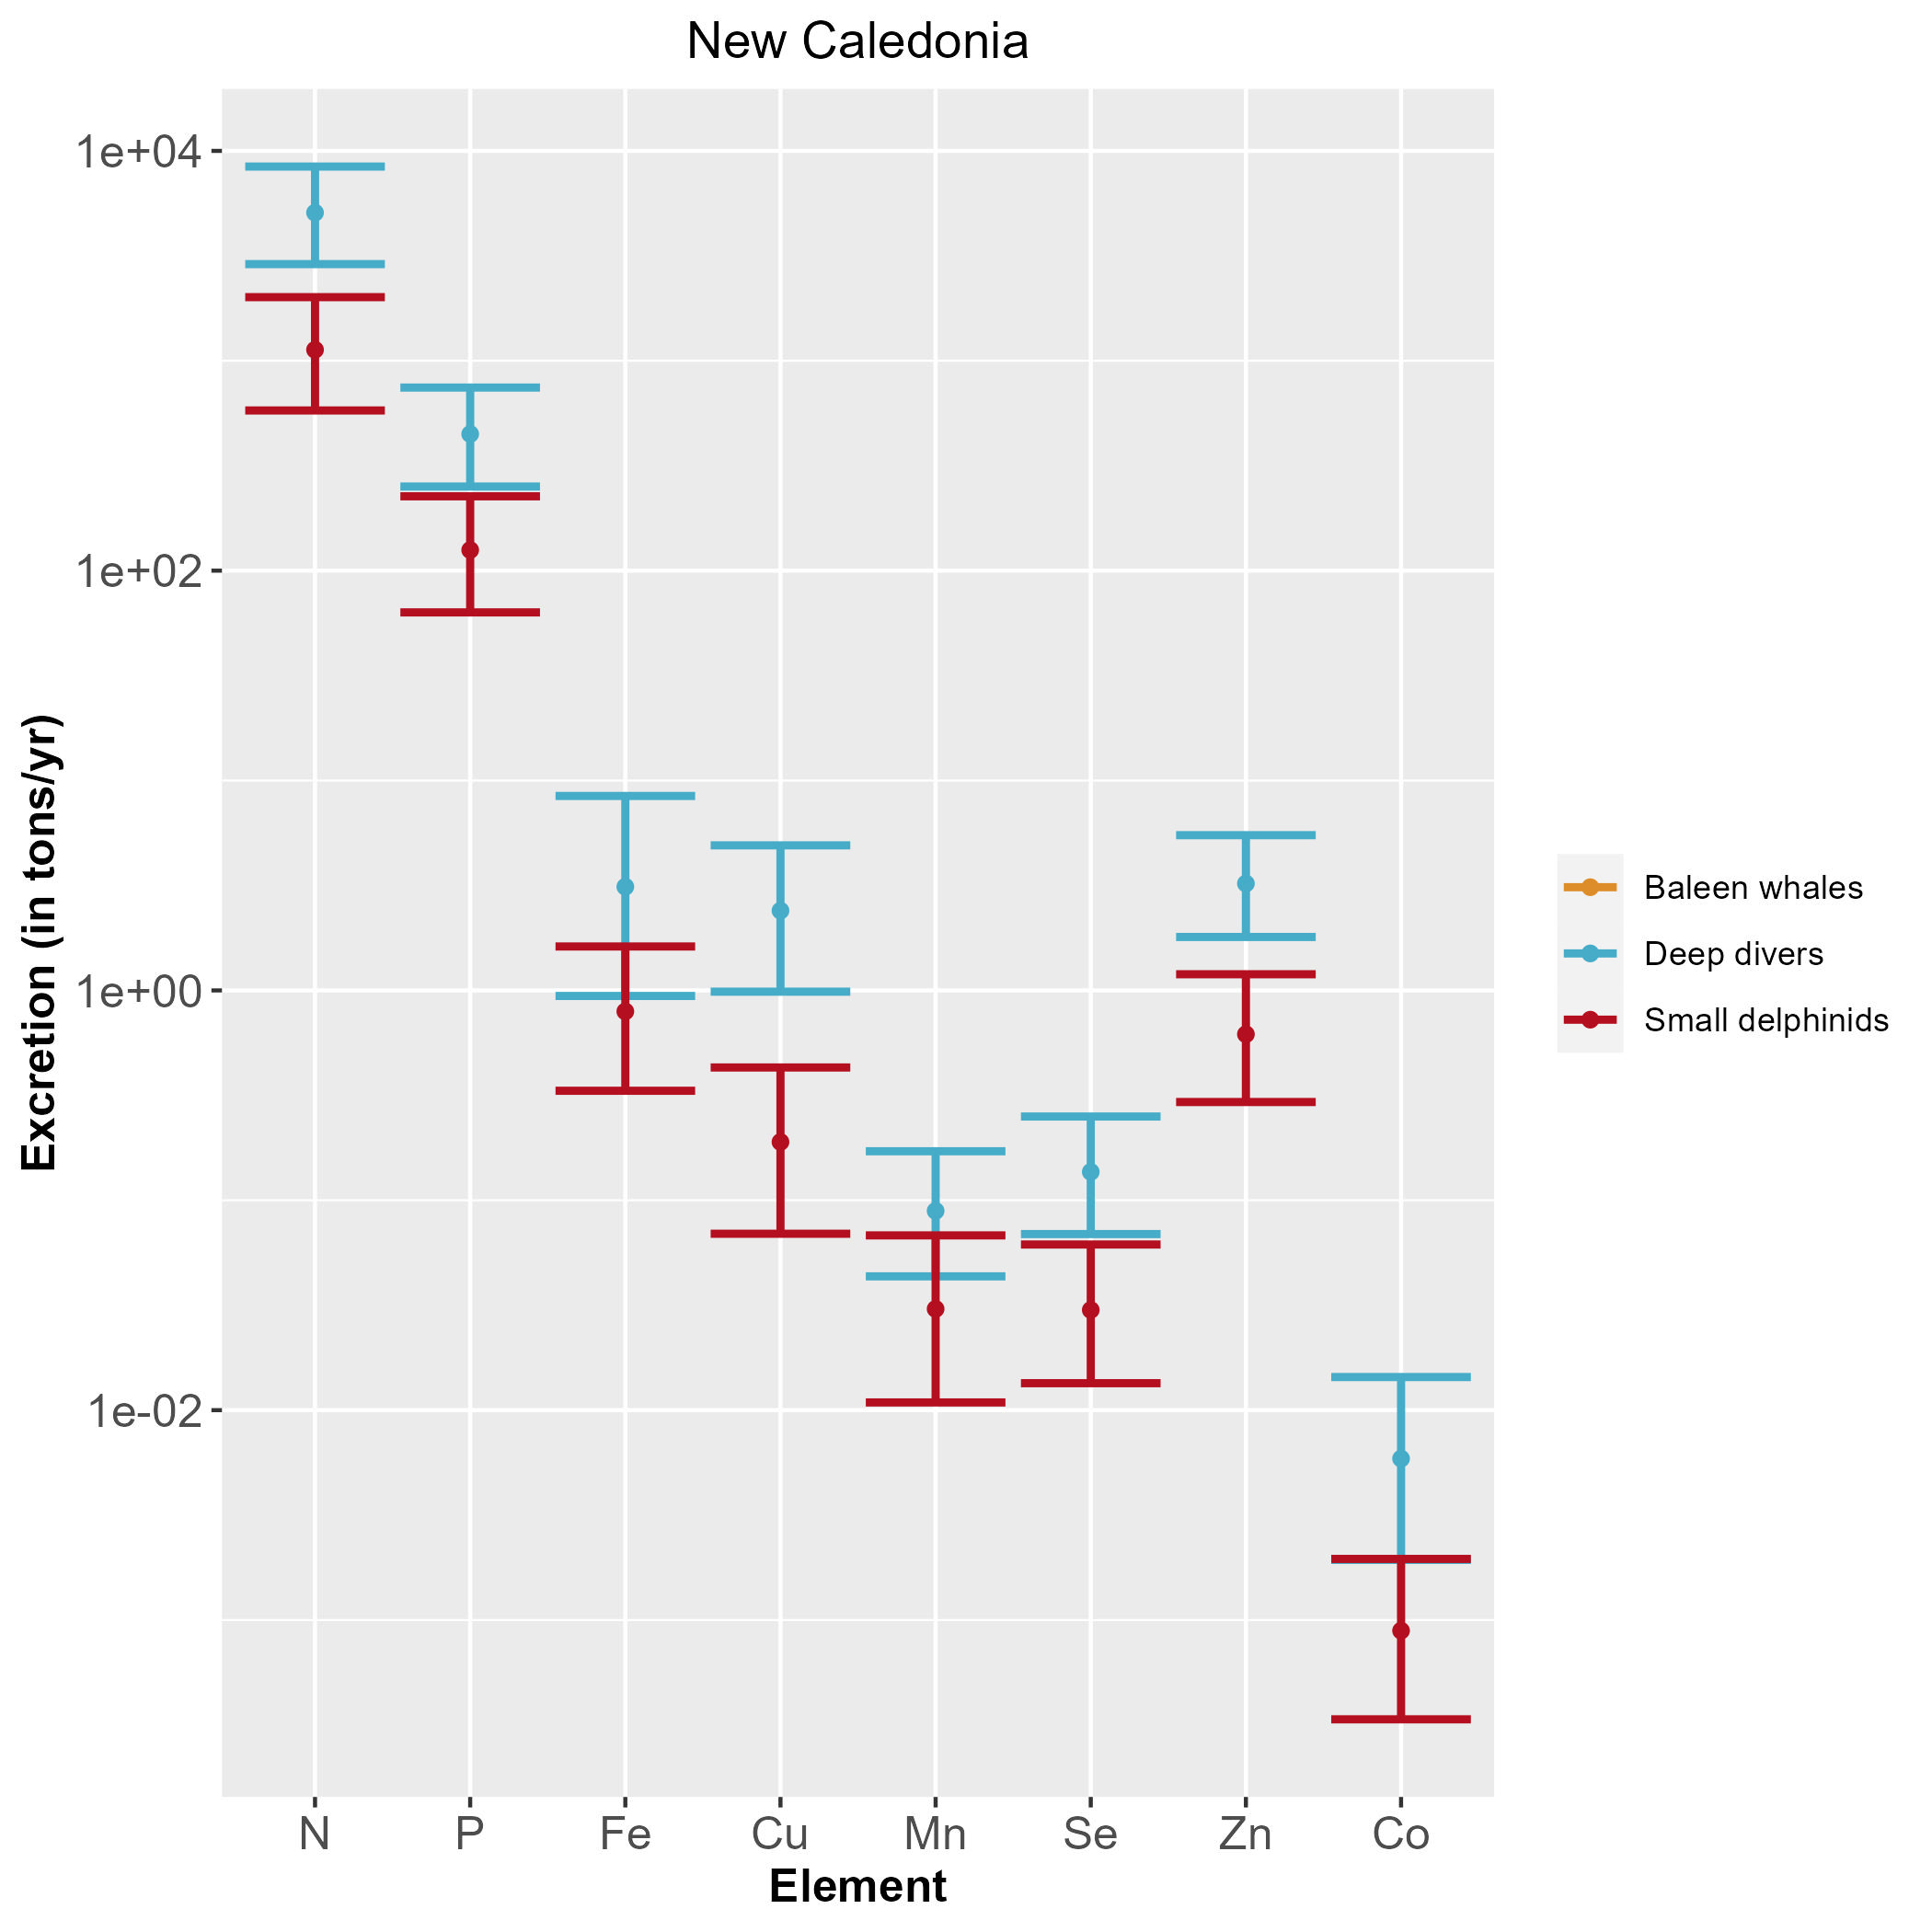 New Caledonia
1e+04
1e+02
1e+00
1e-02
Excretion (in tons/yr)
N P Fe Cu Mn Se Zn Co
Element
Baleen whales
Deep divers
Small delphinids